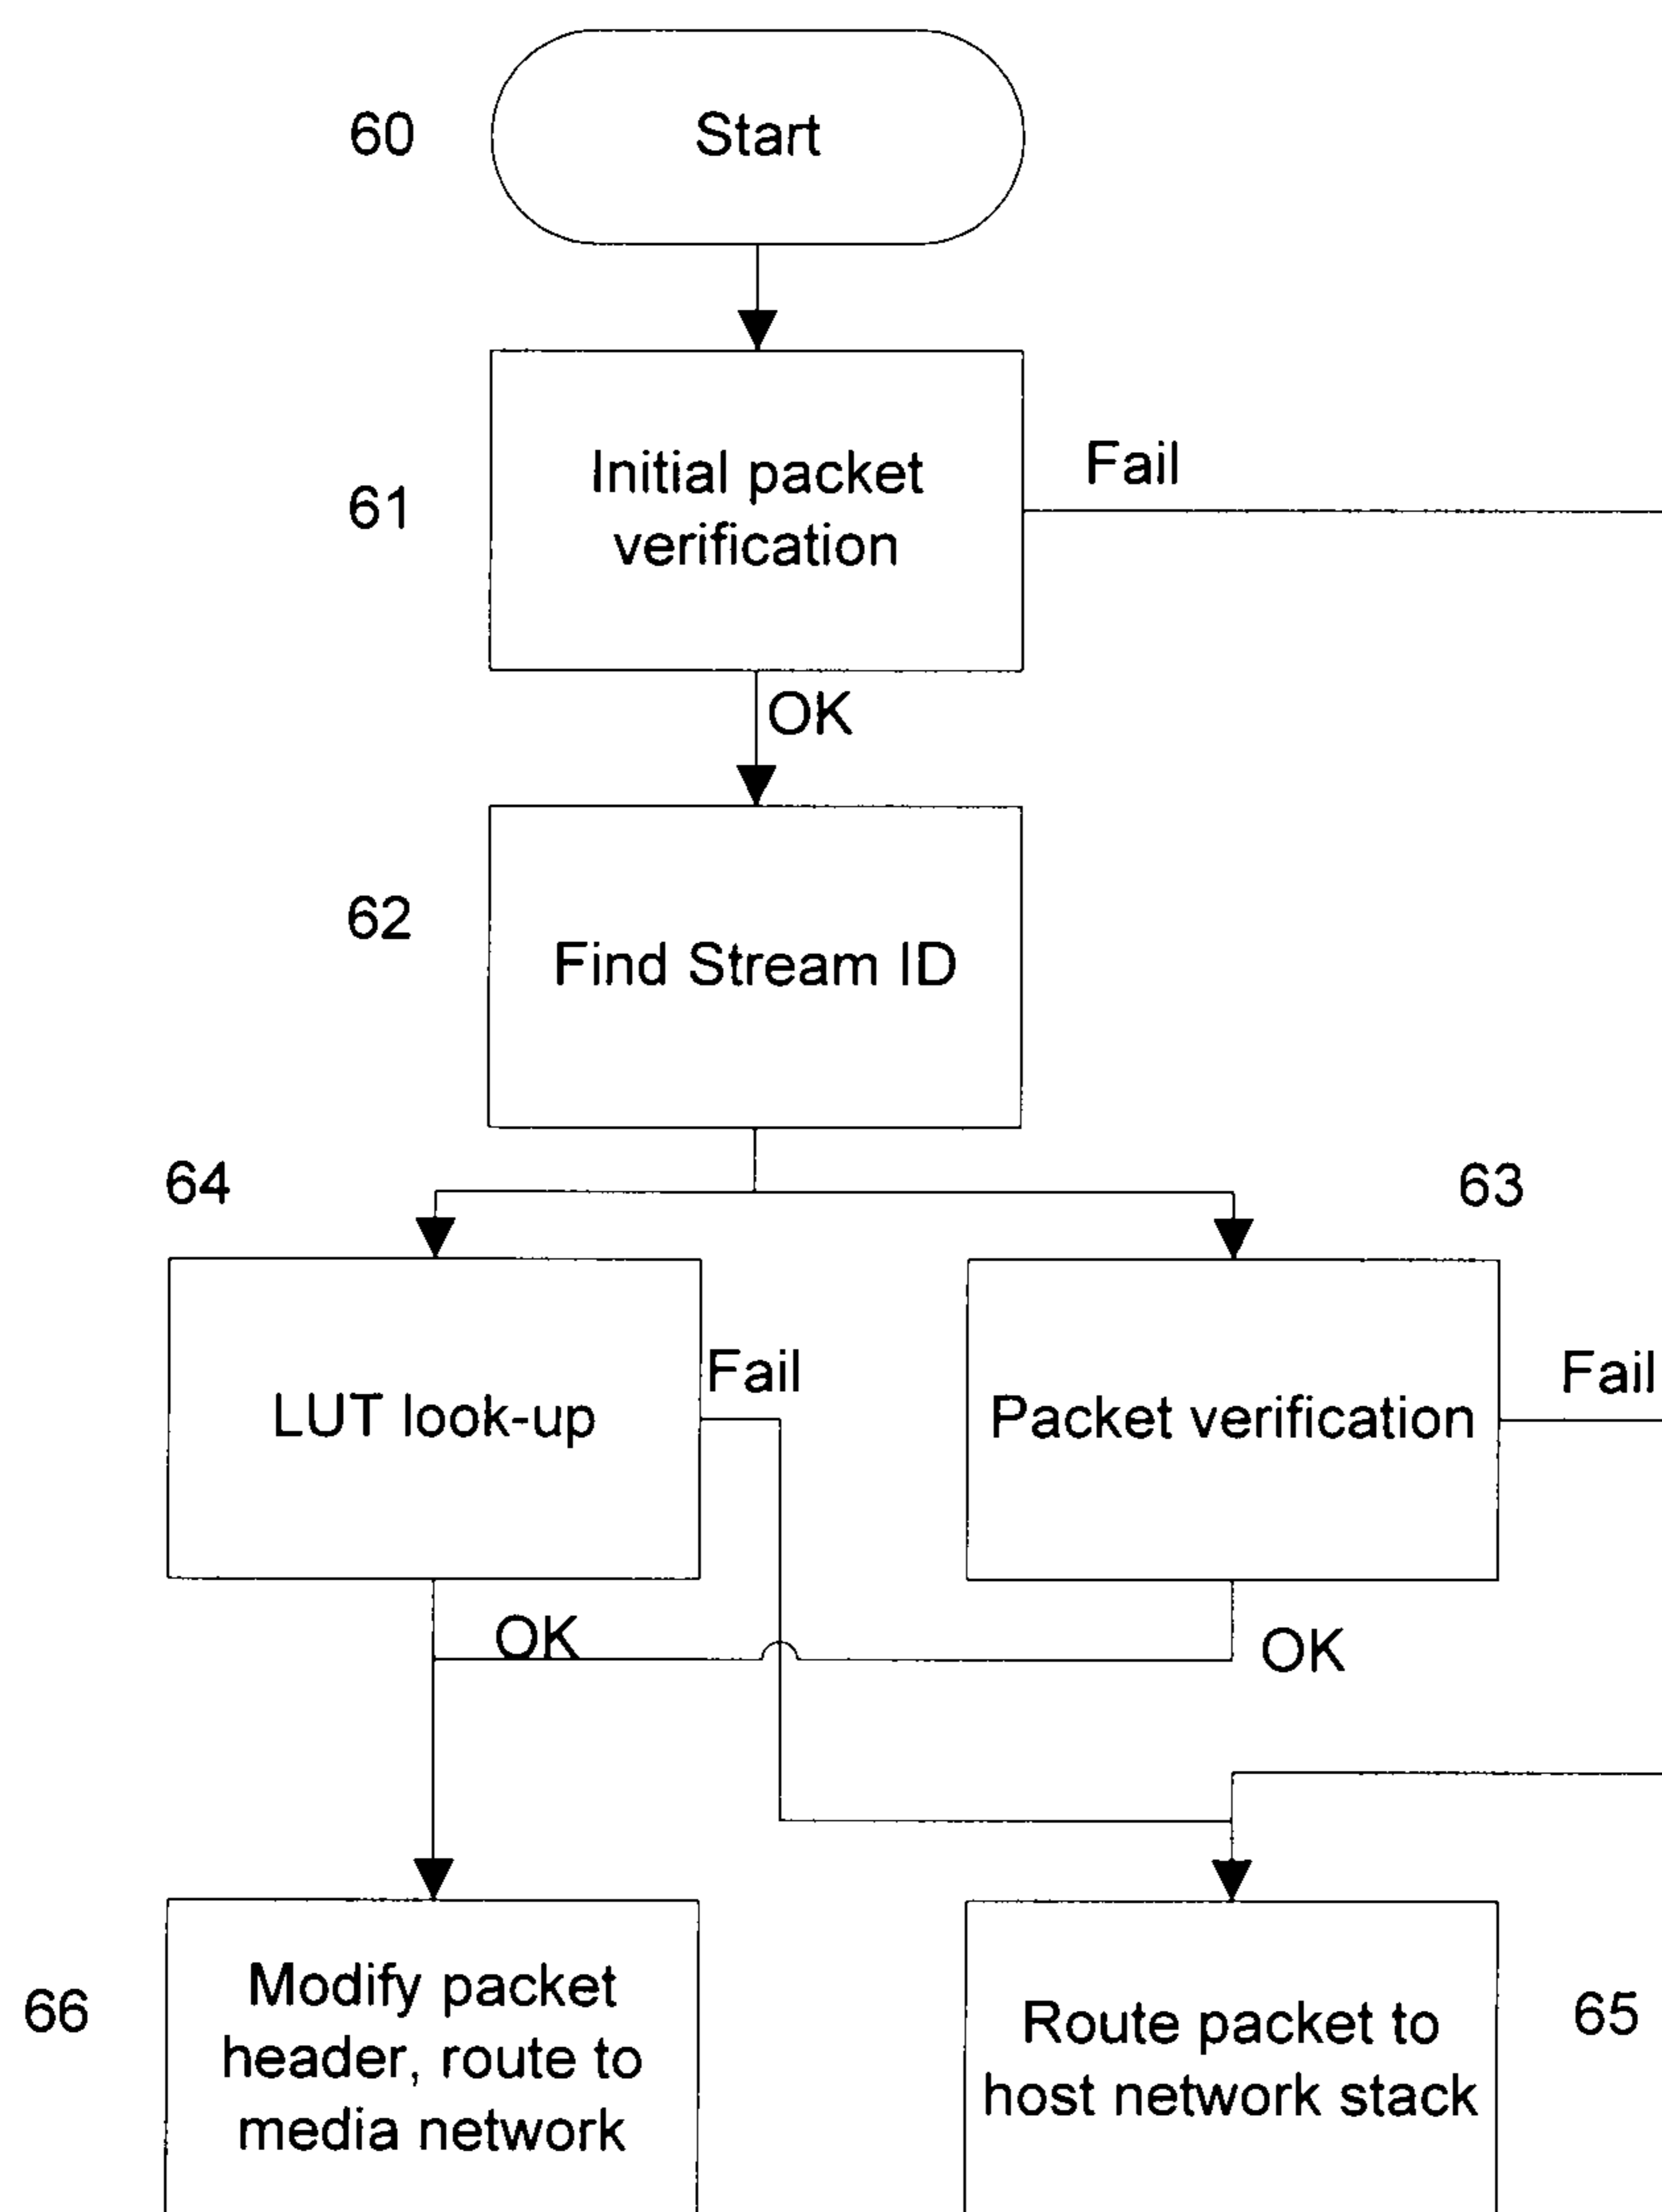 60
Start
61
Initial packet
verification
Fail
OK
62
Find Stream ID
64
63
LUT look-up
Fail
Packet verification
Fail
OK
OK
66
Modify packet
header, route to
media network
Route packet to
host network stack
65